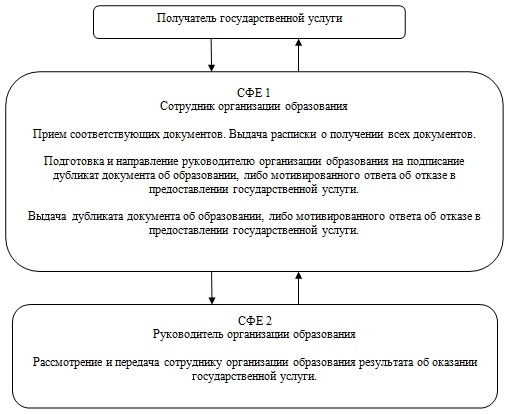 Получатель государственной услуги
СФЕ 1
Сотрудник организации образования
Прием соответствующих документов. Выдача расписки о получении всех документов.
Подготовка и направление руководителю организации образования на подписание
дубликат документа об образовании, либо мотивированного ответа об отказе в
предоставлении государственной услуги.
Выдача дубликата документа об образовании, либо мотивированного ответа об отказе в
предоставлении государственной услуги.
СФЕ 2
Руководитель организации образования
Рассмотрение и передача сотруднику организации образования результата об оказании
государственной услуги.